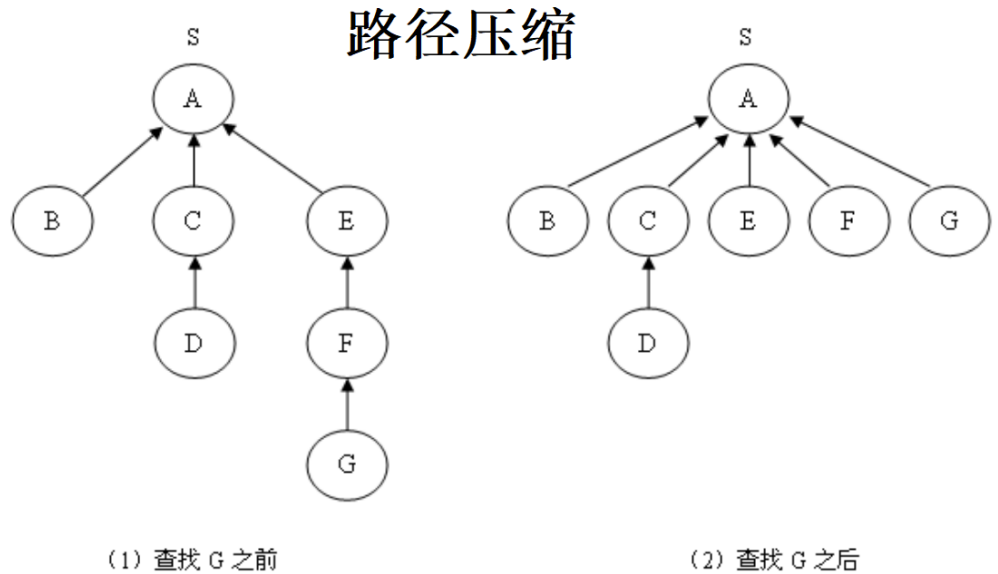 路径压缩
S
A
B C E
D F
G
S
A
B C E F G
D
(1) 查找 G 之前
(2) 查找 G 之后